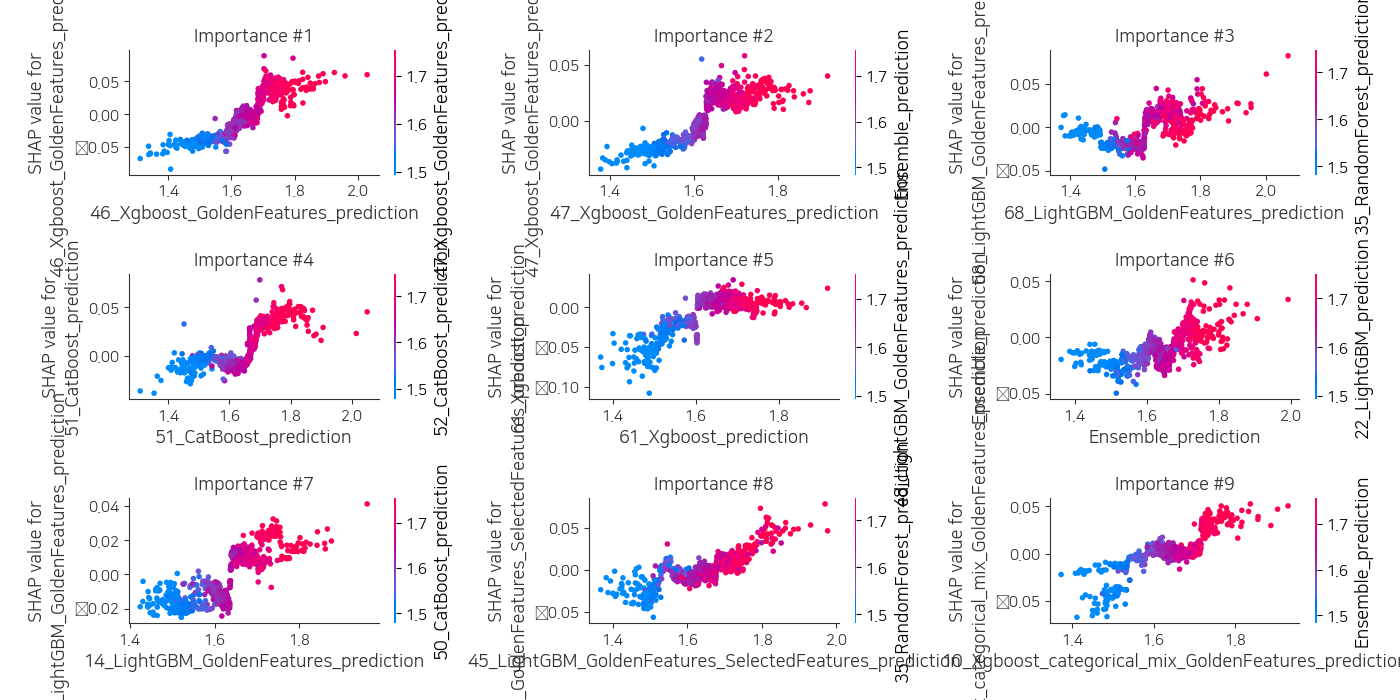 Importance #1
SHAP value for
46_Xgboost_GoldenFeatures_pred
0.05
0.00
0.05
1.4 1.6 1.8 2.0
46_Xgboost_GoldenFeatures_prediction
1.7
1.6
1.5
47_Xgboost_GoldenFeatures_prediction
Importance #2
SHAP value for
47_Xgboost_GoldenFeatures_pred
0.05
0.00
1.4 1.6 1.8
47_Xgboost_GoldenFeatures_prediction
1.7
1.6
1.5
Ensemble_prediction
Importance #3
SHAP value for
68_LightGBM_GoldenFeatures_pre
0.05
0.00
0.05
1.4 1.6 1.8 2.0
68_LightGBM_GoldenFeatures_prediction
1.7
1.6
1.5
35_RandomForest_prediction
Importance #4
SHAP value for
51_CatBoost_prediction
0.05
0.00
1.4 1.6 1.8 2.0
51_CatBoost_prediction
1.7
1.6
1.5
52_CatBoost_prediction
Importance #5
SHAP value for
61_Xgboost_prediction
0.00
0.05
0.10
1.4 1.6 1.8
61_Xgboost_prediction
1.7
1.6
1.5
68_LightGBM_GoldenFeatures_prediction
Importance #6
SHAP value for
Ensemble_prediction
0.05
0.00
0.05
1.4 1.6 1.8 2.0
Ensemble_prediction
1.7
1.6
1.5
22_LightGBM_prediction
Importance #7
SHAP value for
LightGBM_GoldenFeatures_prediction
0.04
0.02
0.00
0.02
1.4 1.6 1.8
14_LightGBM_GoldenFeatures_prediction
1.7
1.6
1.5
50_CatBoost_prediction
Importance #8
SHAP value for
_GoldenFeatures_SelectedFeatures_prediction
0.05
0.00
0.05
1.4 1.6 1.8 2.0
45_LightGBM_GoldenFeatures_SelectedFeatures_prediction
1.7
1.6
1.5
35_RandomForest_prediction
Importance #9
SHAP value for
_categorical_mix_GoldenFeatures_prediction
0.05
0.00
0.05
1.4 1.6 1.8
10_Xgboost_categorical_mix_GoldenFeatures_prediction
1.7
1.6
1.5
Ensemble_prediction